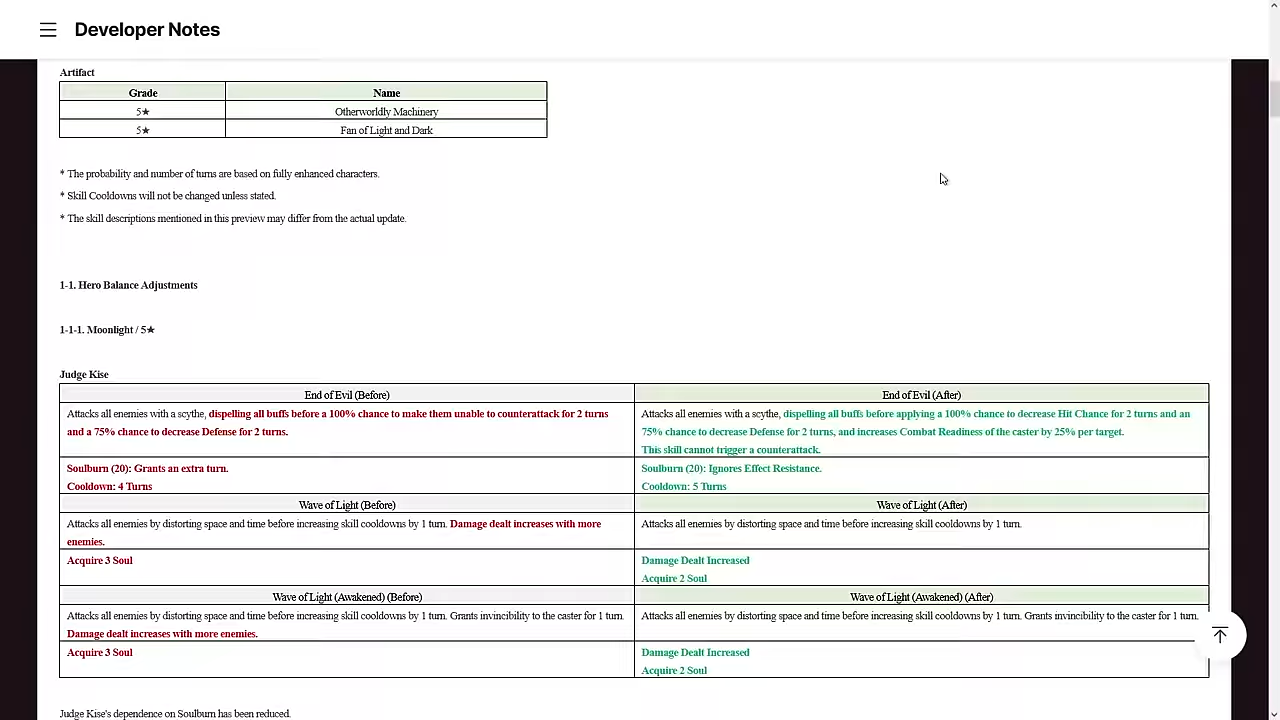 Developer Notes
Artifact
Grade Name
5★ Otherworldly Machinery
5★ Fan of Light and Dark
* The probability and number of turns are based on fully enhanced characters.
* Skill Cooldowns will not be changed unless stated.
* The skill descriptions mentioned in this preview may differ from the actual update.
1-1. Hero Balance Adjustments
1-1-1. Moonlight / 5★
Judge Kise
End of Evil (Before)
Attacks all enemies with a scythe, dispelling all buffs before a 100% chance to make them unable to counterattack for 2 turns
and a 75% chance to decrease Defense for 2 turns.
Soulburn (20): Grants an extra turn.
Cooldown: 4 Turns
End of Evil (After)
Attacks all enemies with a scythe, dispelling all buffs before applying a 100% chance to decrease Hit Chance for 2 turns and an
75% chance to decrease Defense for 2 turns, and increases Combat Readiness of the caster by 25% per target.
This skill cannot trigger a counterattack.
Soulburn (20): Ignores Effect Resistance.
Cooldown: 5 Turns
Wave of Light (Before)
Attacks all enemies by distorting space and time before increasing skill cooldowns by 1 turn. Damage dealt increases with more
enemies.
Acquire 3 Soul
Wave of Light (After)
Attacks all enemies by distorting space and time before increasing skill cooldowns by 1 turn.
Damage Dealt Increased
Acquire 2 Soul
Wave of Light (Awakened) (Before)
Attacks all enemies by distorting space and time before increasing skill cooldowns by 1 turn. Grants invincibility to the caster for 1 turn.
Damage dealt increases with more enemies.
Acquire 3 Soul
Wave of Light (Awakened) (After)
Attacks all enemies by distorting space and time before increasing skill cooldowns by 1 turn. Grants invincibility to the caster for 1 turn.
Damage Dealt Increased
Acquire 2 Soul
Judge Kise's dependence on Soulburn has been reduced.